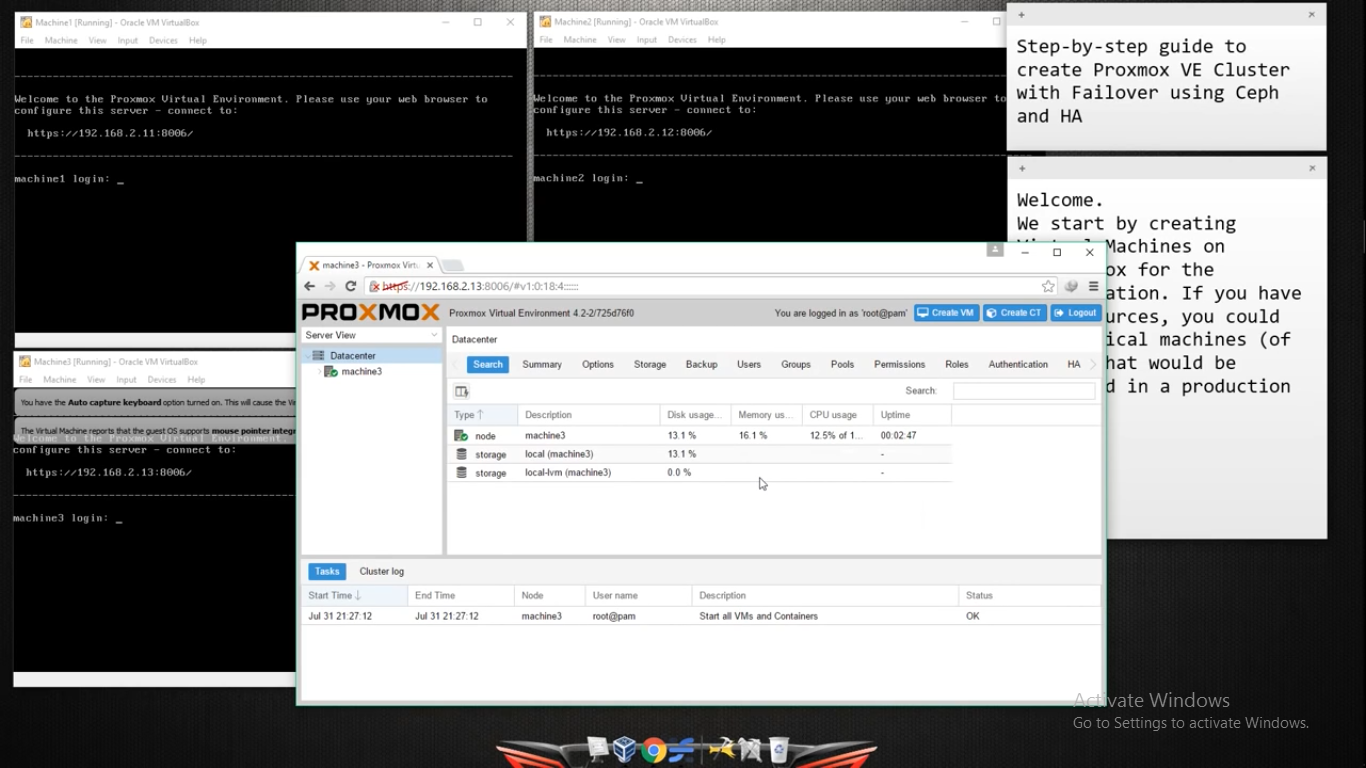 Machine1 [Running] - Oracle VM VirtualBox
File Machine View Input Devices Help
Welcome to the Proxmox Virtual Environment. Please use your web browser to
configure this server - connect to:
https://192.168.2.11:8006/
machine1 login: _
Machine2 [Running] - Oracle VM VirtualBox
File Machine View Input Devices Help
Welcome to the Proxmox Virtual Environment. Please use your web browser to
configure this server - connect to:
https://192.168.2.12:8006/
machine2 login: _
Step-by-step guide to
create Proxmox VE Cluster
with Failover using Ceph
and HA
Welcome.
We start by creating
Machines on
ox for the
ation. If you have
urces, you could
ical machines (of
hat would be
d in a production
Machine3 [Running] - Oracle VM VirtualBox
File Machine View Input Devices Help
You have the Auto capture keyboard option turned on. This will cause the
The Virtual Machine reports that the guest OS supports mouse pointer
Welcome to the Proxmox Virtual Environment.
configure this server - connect to:
https://192.168.2.13:8006/
machine3 login: _
machine3 - Proxmox Virtu
https://192.168.2.13:8006/#v1:0:18:4::::::
PROXMOX Proxmox Virtual Environment 4.2-2/725d76f0 You are logged in as 'root@pam' Create VM Create CT Logout
Server View
Datacenter
machine3
Datacenter
Search Summary Options Storage Backup Users Groups Pools Permissions Roles Authentication HA
Search:
Type Description Disk usage... Memory us... CPU usage Uptime
node machine3 13.1 % 16.1 % 12.5% of 1... 00:02:47
storage local (machine3) 13.1 % -
storage local-lvm (machine3) 0.0 % -
Tasks Cluster log
Start Time End Time Node User name Description Status
Jul 31 21:27:12 Jul 31 21:27:12 machine3 root@pam Start all VMs and Containers OK
Activate Windows
Go to Settings to activate Windows.